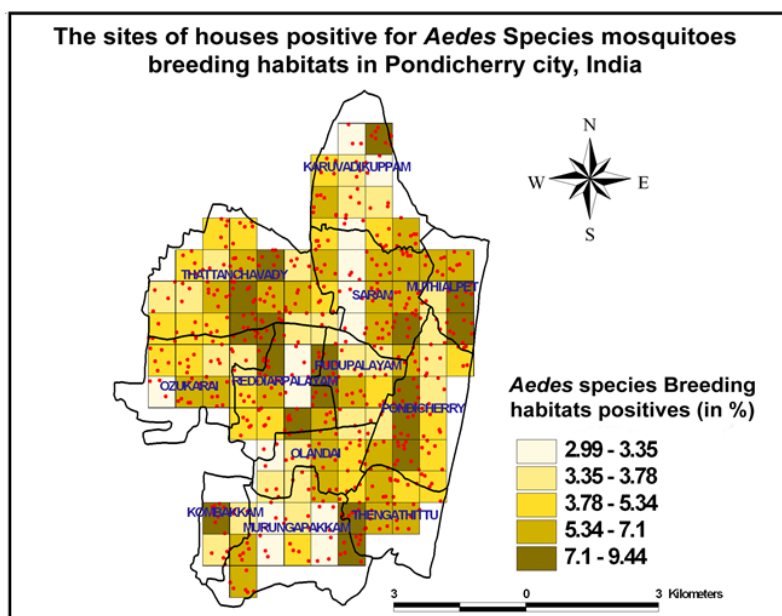 The sites of houses positive for Aedes Species mosquitoes
breeding habitats in Pondicherry city, India
N
W E
S
KARUVADIKUPPAM
THATTANCHAVADY
MUTHIALPET
SARAM
PUDUPALAYAM
OZUKARAI
REDDIARPALAYAM
PONDICHERRY
OLANDAI
KOMBAKKAM
MURUNGAPAKKAM
THENGATHITTU
Aedes species Breeding
habitats positives (in %)
2.99 - 3.35
3.35 - 3.78
3.78 - 5.34
5.34 - 7.1
7.1 - 9.44
3 0 3 Kilometers